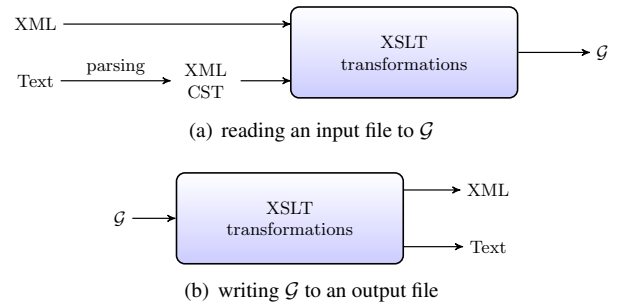 XML
XSLT
transformations
𝒢
Text
parsing
XML
CST
(a) reading an input file to 𝒢
𝒢
XSLT
transformations
XML
Text
(b) writing 𝒢 to an output file